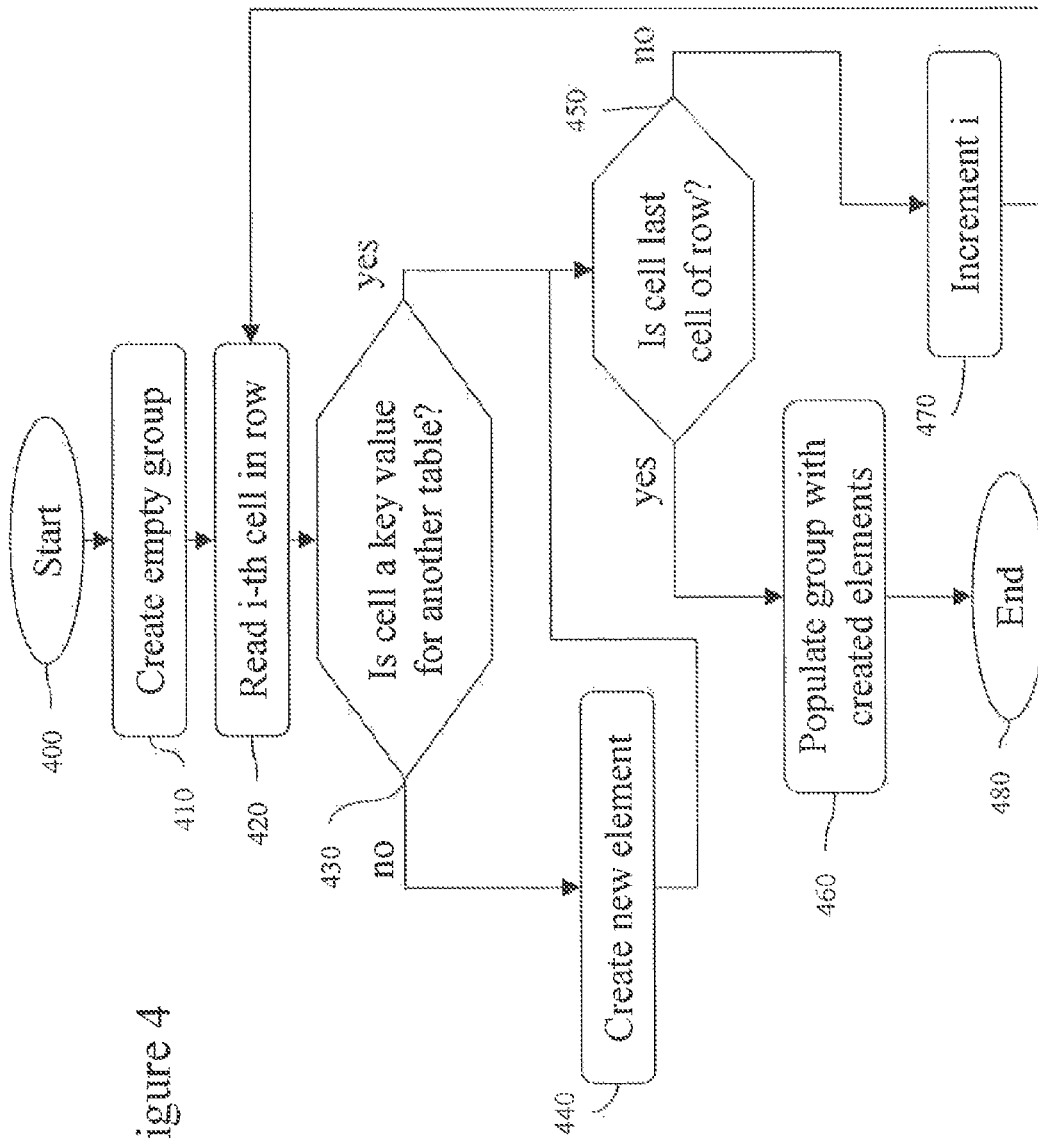 igure 4
Start
400
Create empty group
410
Read i-th cell in row
420
Is cell a key value
for another table?
430
no
yes
Create new element
440
Is cell last
cell of row?
450
yes
no
Populate group with
created elements
460
Increment i
470
End
480